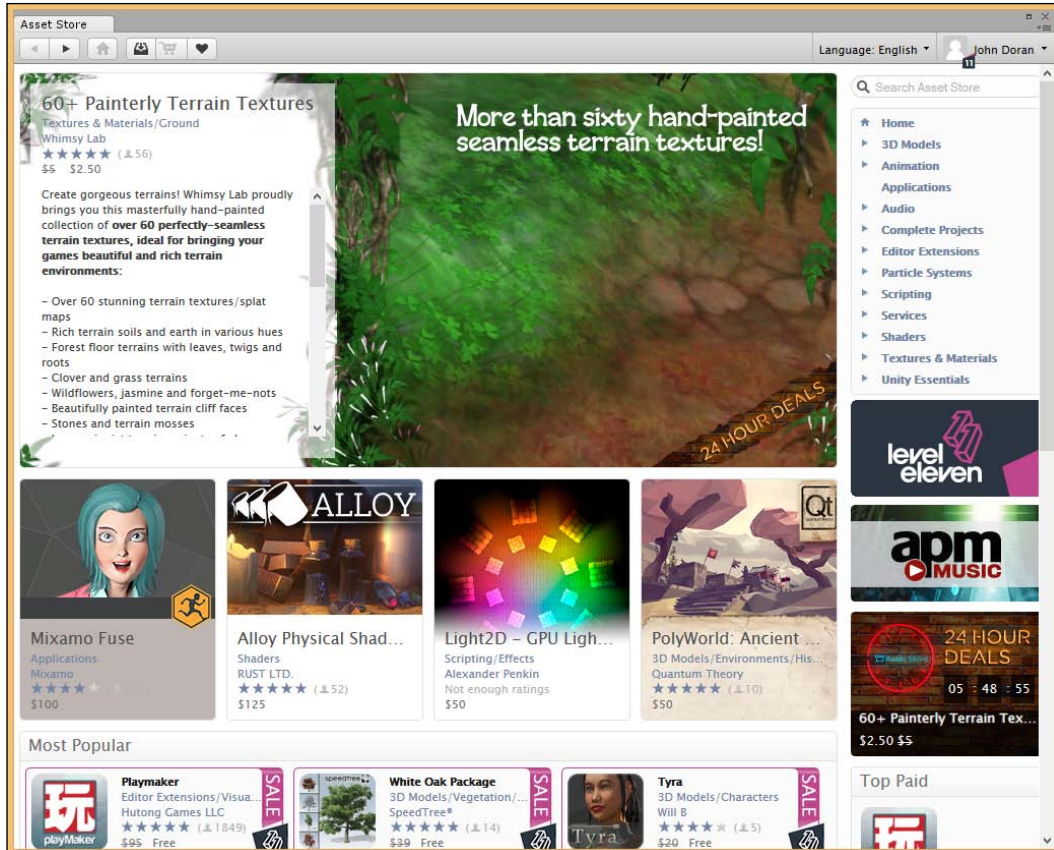 Asset Store
Language: English
John Doran
11
60+ Painterly Terrain Textures
Textures & Materials/Ground
Whimsy Lab
(56)
$5 $2.50
Create gorgeous terrains! Whimsy Lab proudly
brings you this masterfully hand-painted
collection of over 60 perfectly-seamless
terrain textures, ideal for bringing your
games beautiful and rich terrain
environments:
- Over 60 stunning terrain textures/splat
maps
- Rich terrain soils and earth in various hues
- Forest floor terrains with leaves, twigs and
roots
- Clover and grass terrains
- Wildflowers, jasmine and forget-me-nots
- Beautifully painted terrain cliff faces
- Stones and terrain mosses
More than sixty hand-painted
seamless terrain textures!
24 HOUR DEALS
Search Asset Store
Home
3D Models
Animation
Applications
Audio
Complete Projects
Editor Extensions
Particle Systems
Scripting
Services
Shaders
Textures & Materials
Unity Essentials
level
eleven
apm
MUSIC
24 HOUR
DEALS
Asset Store
05 : 48 : 55
60+ Painterly Terrain Tex...
$2.50 $5
Top Paid
Mixamo Fuse
Applications
Mixamo
$100
ALLOY
Alloy Physical Shad...
Shaders
RUST LTD.
(52)
$125
Light2D - GPU Ligh...
Scripting/Effects
Alexander Penkin
Not enough ratings
$50
Qt
PolyWorld: Ancient ...
3D Models/Environments/His...
Quantum Theory
(10)
$50
Most Popular
玩
playMaker
Playmaker
Editor Extensions/Visua...
Hutong Games LLC
(1849)
$95 Free
SALE
speedtree
White Oak Package
3D Models/Vegetation/...
SpeedTree®
(14)
$39 Free
SALE
Tyra
Tyra
3D Models/Characters
Will B
(5)
$20 Free
SALE